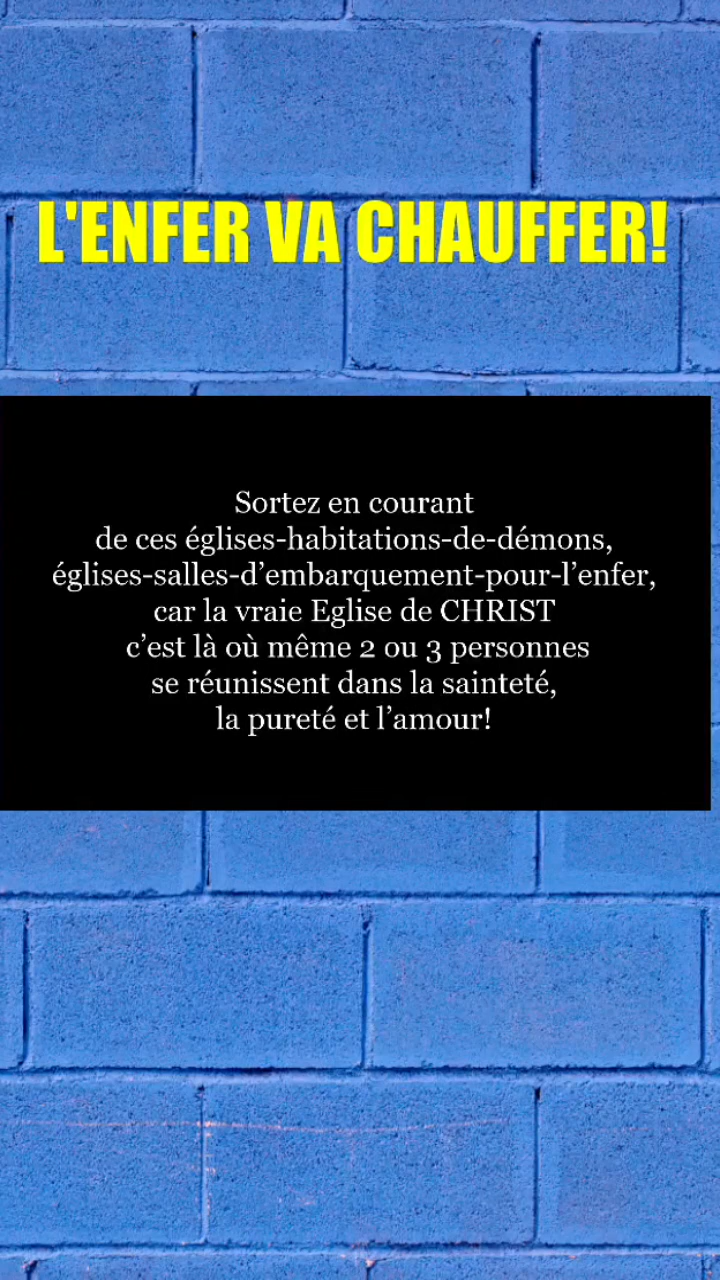 L'ENFER VA CHAUFFER!
Sortez en courant
de ces églises-habitations-de-démons,
églises-salles-d’embarquement-pour-l’enfer,
car la vraie Eglise de CHRIST
c’est là où même 2 ou 3 personnes
se réunissent dans la sainteté,
la pureté et l’amour!